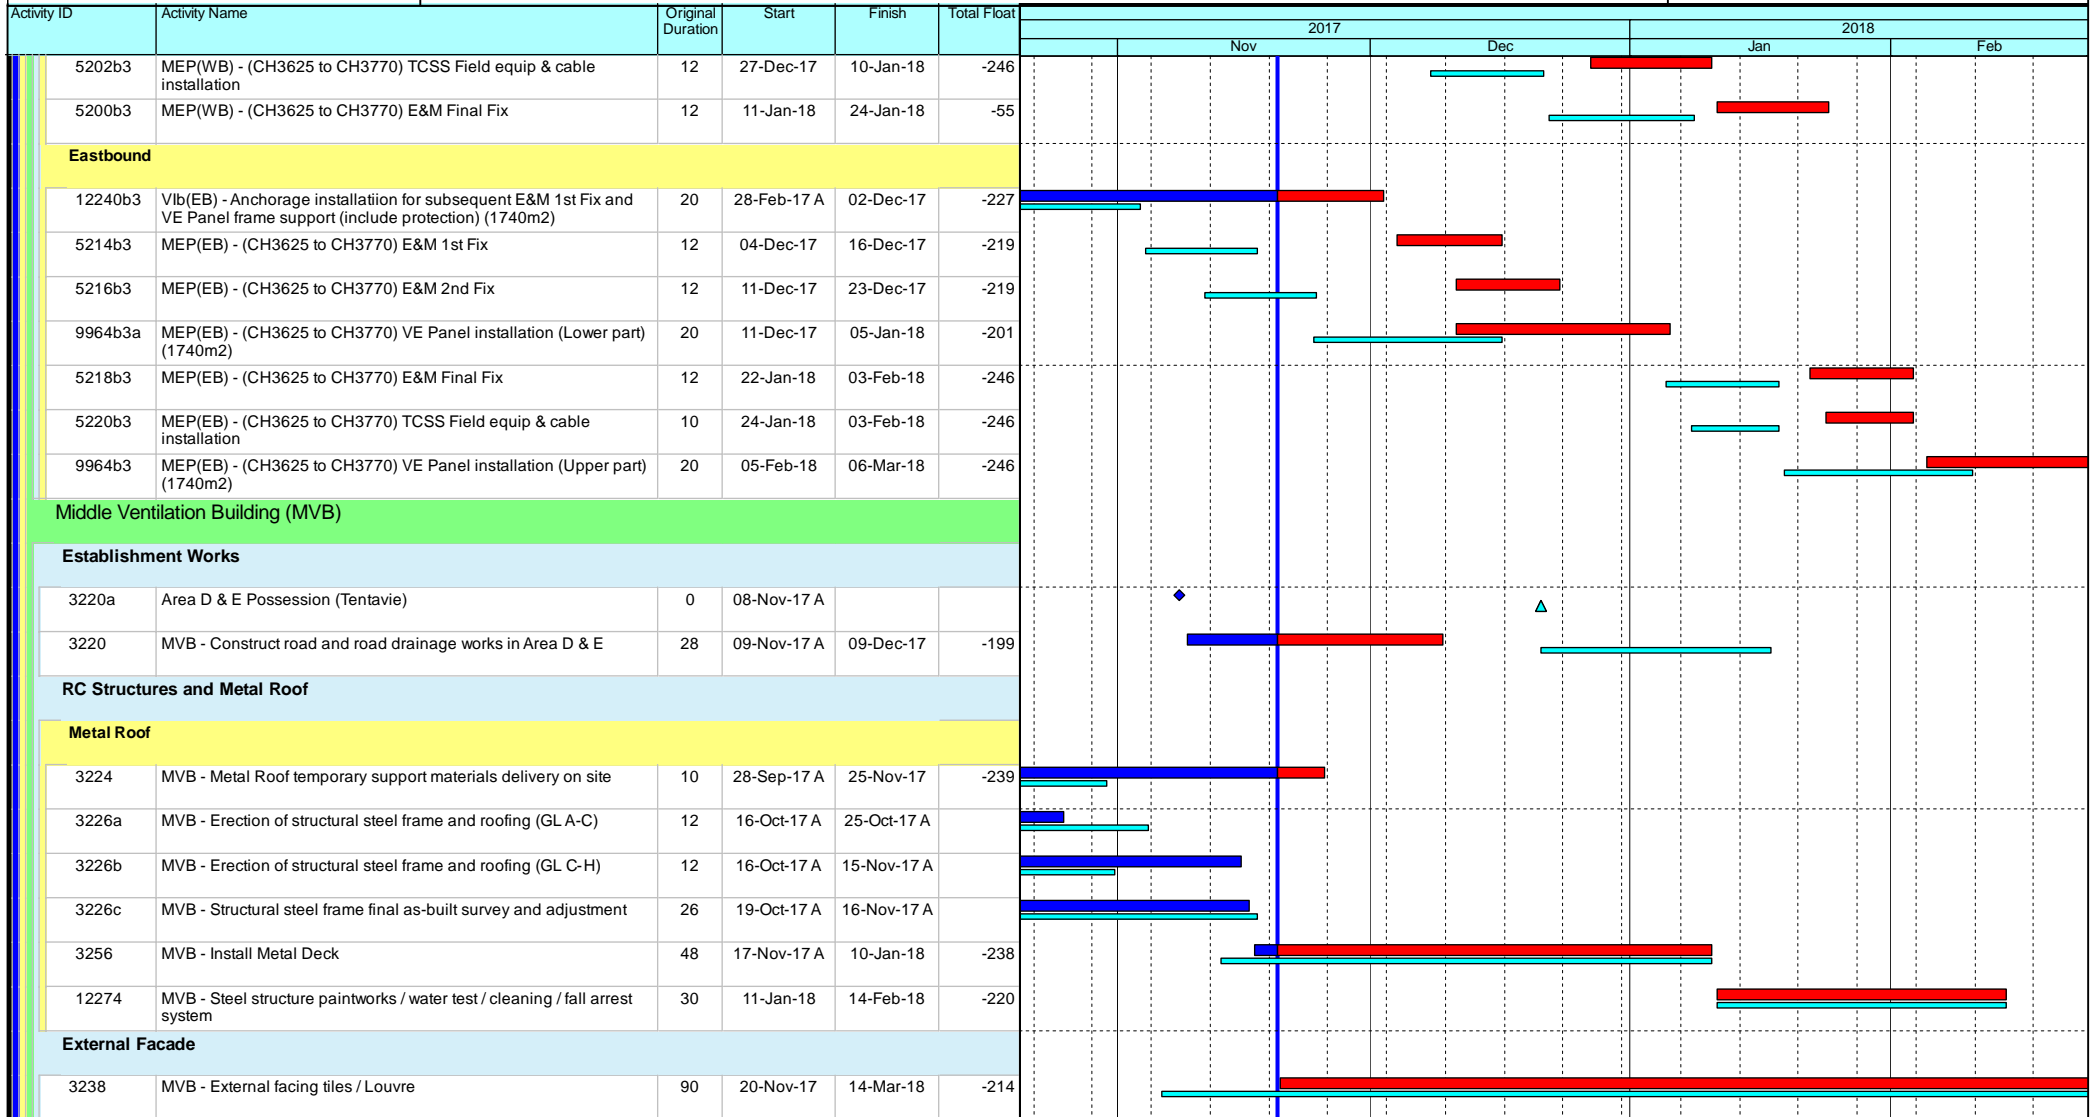 Activity ID Activity Name Original Start Finish Total Float
Duration
2017 2018
Nov Dec Jan Feb
5202b3 MEP(WB) - (CH3625 to CH3770) TCSS Field equip & cable 12 27-Dec-17 10-Jan-18 -246
installation
5200b3 MEP(WB) - (CH3625 to CH3770) E&M Final Fix 12 11-Jan-18 24-Jan-18 -55
Eastbound
12240b3 VIb(EB) - Anchorage installatiion for subsequent E&M 1st Fix and 20 28-Feb-17 A 02-Dec-17 -227
VE Panel frame support (include protection) (1740m2)
5214b3 MEP(EB) - (CH3625 to CH3770) E&M 1st Fix 12 04-Dec-17 16-Dec-17 -219
5216b3 MEP(EB) - (CH3625 to CH3770) E&M 2nd Fix 12 11-Dec-17 23-Dec-17 -219
9964b3a MEP(EB) - (CH3625 to CH3770) VE Panel installation (Lower part) 20 11-Dec-17 05-Jan-18 -201
(1740m2)
5218b3 MEP(EB) - (CH3625 to CH3770) E&M Final Fix 12 22-Jan-18 03-Feb-18 -246
5220b3 MEP(EB) - (CH3625 to CH3770) TCSS Field equip & cable 10 24-Jan-18 03-Feb-18 -246
installation
9964b3 MEP(EB) - (CH3625 to CH3770) VE Panel installation (Upper part) 20 05-Feb-18 06-Mar-18 -246
(1740m2)
Middle Ventilation Building (MVB)
Establishment Works
3220a Area D & E Possession (Tentavie) 0 08-Nov-17 A
3220 MVB - Construct road and road drainage works in Area D & E 28 09-Nov-17 A 09-Dec-17 -199
RC Structures and Metal Roof
Metal Roof
3224 MVB - Metal Roof temporary support materials delivery on site 10 28-Sep-17 A 25-Nov-17 -239
3226a MVB - Erection of structural steel frame and roofing (GL A-C) 12 16-Oct-17 A 25-Oct-17 A
3226b MVB - Erection of structural steel frame and roofing (GL C-H) 12 16-Oct-17 A 15-Nov-17 A
3226c MVB - Structural steel frame final as-built survey and adjustment 26 19-Oct-17 A 16-Nov-17 A
3256 MVB - Install Metal Deck 48 17-Nov-17 A 10-Jan-18 -238
12274 MVB - Steel structure paintworks / water test / cleaning / fall arrest 30 11-Jan-18 14-Feb-18 -220
system
External Facade
3238 MVB - External facing tiles / Louvre 90 20-Nov-17 14-Mar-18 -214